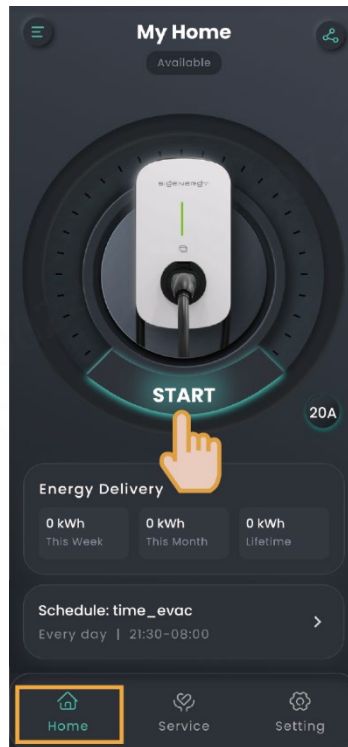 My Home
Available
SIGENERGY
START
20A
Energy Delivery
0 kWh
This Week
0 kWh
This Month
0 kWh
Lifetime
Schedule: time_evac
Every day | 21:30-08:00
Home
Service
Setting